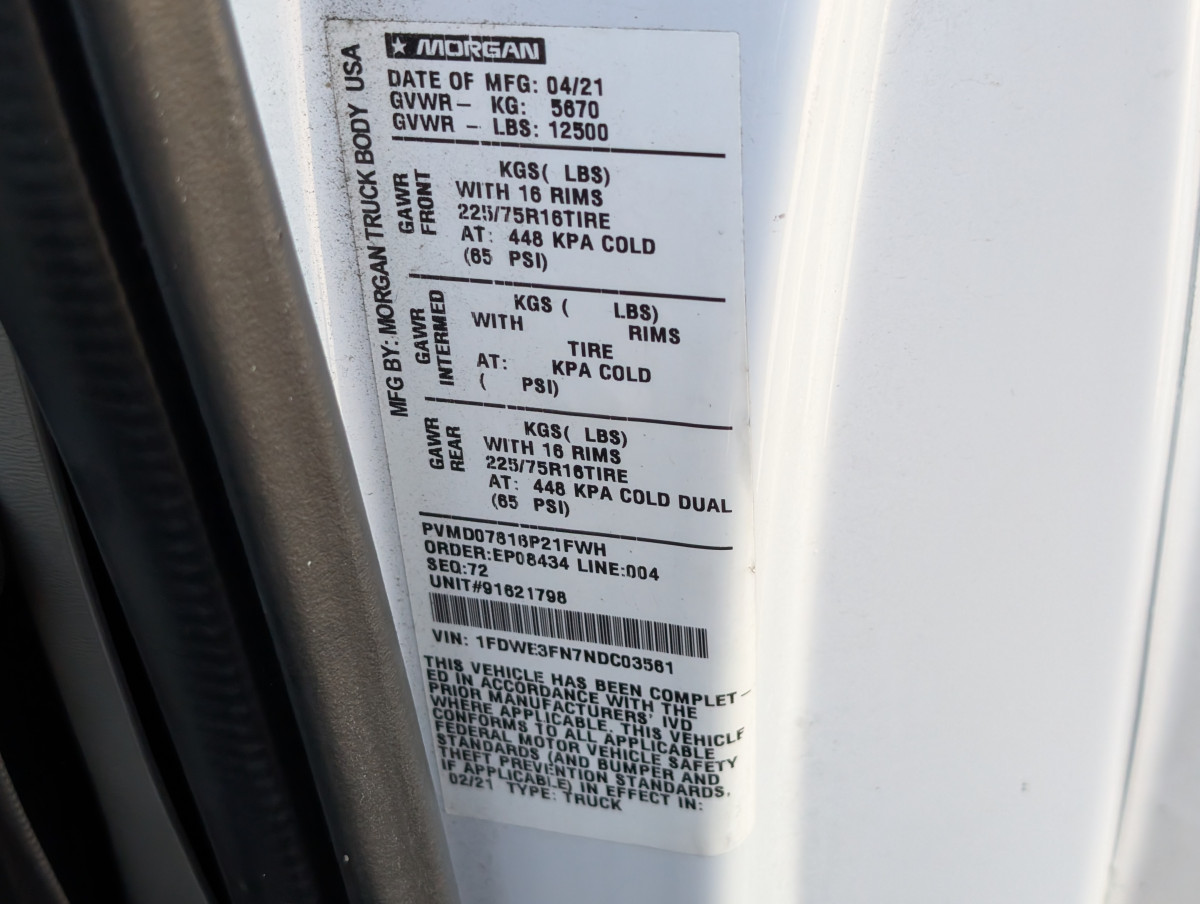 MORGAN
DATE OF MFG: 04/21
GVWR - KG: 5670
GVWR - LBS: 12500
MFG BY: MORGAN TRUCK BODY USA
GAWR FRONT
KGS( LBS)
WITH 16 RIMS
225/75R16TIRE
AT: 448 KPA COLD
(65 PSI)
GAWR INTERMED
KGS ( LBS)
WITH RIMS
TIRE
AT: KPA COLD
( PSI)
GAWR REAR
KGS( LBS)
WITH 16 RIMS
225/75R16TIRE
AT: 448 KPA COLD DUAL
(65 PSI)
PVMD07816P21FWH
ORDER:EP08434 LINE:004
SEQ:72
UNIT#91621798
VIN: 1FDWE3FN7NDC03561
THIS VEHICLE HAS BEEN COMPLET-
ED IN ACCORDANCE WITH THE
PRIOR MANUFACTURERS' IVD
WHERE APPLICABLE. THIS VEHICLE
CONFORMS TO ALL APPLICABLE
FEDERAL MOTOR VEHICLE SAFETY
STANDARDS (AND BUMPER AND
THEFT PREVENTION STANDARDS,
IF APPLICABLE) IN EFFECT IN:
02/21 TYPE: TRUCK